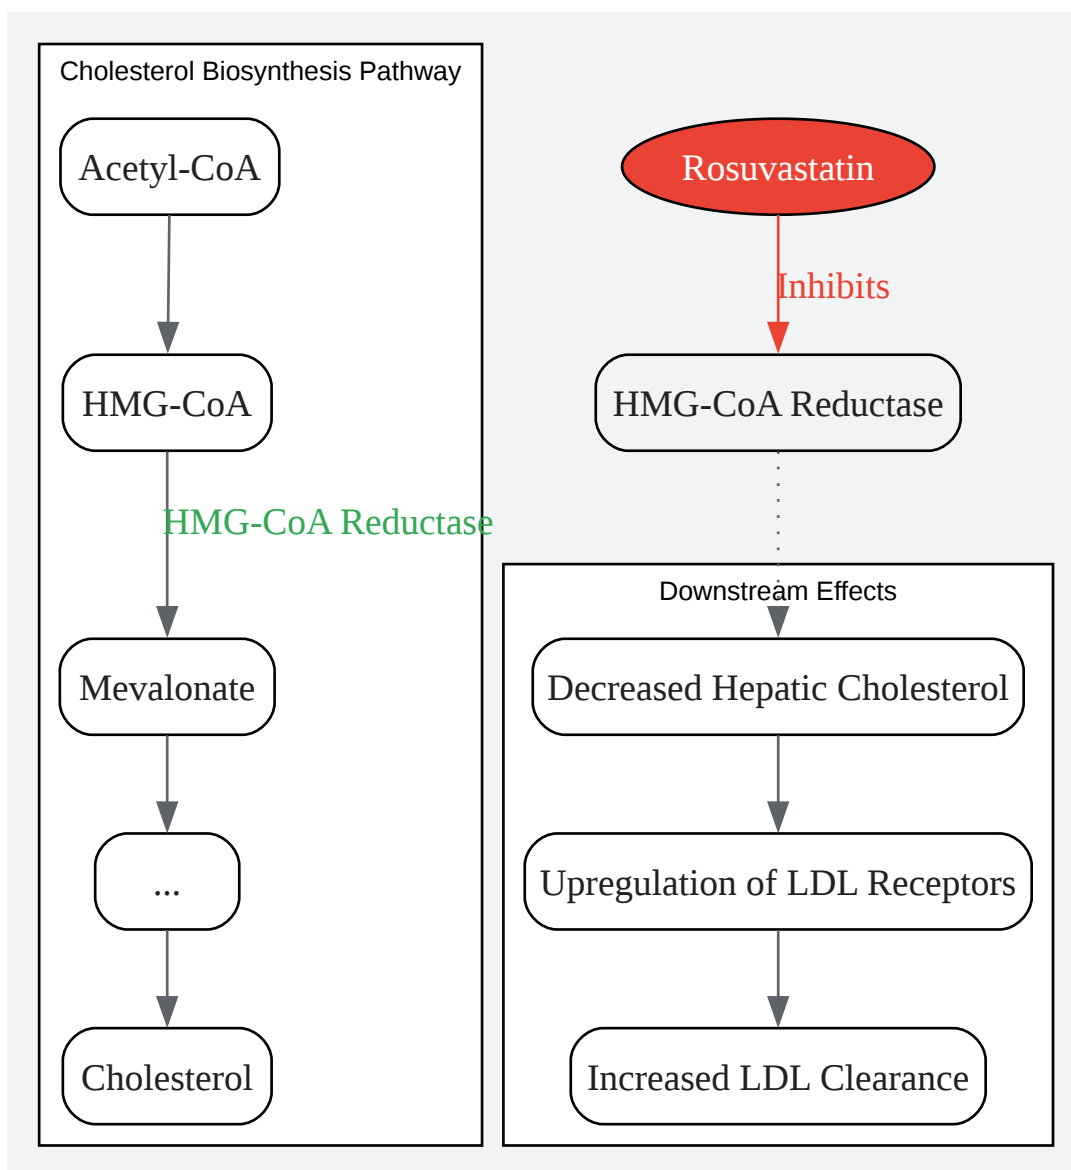 Cholesterol Biosynthesis Pathway
Acetyl-CoA
HMG-CoA
HMG-CoA Reductase
Mevalonate
...
Cholesterol
Rosuvastatin
Inhibits
HMG-CoA Reductase
Downstream Effects
Decreased Hepatic Cholesterol
Upregulation of LDL Receptors
Increased LDL Clearance